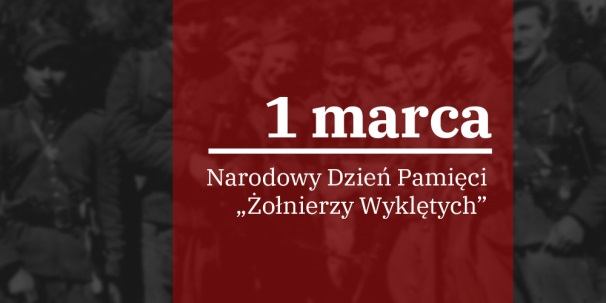 1 marca
Narodowy Dzień Pamięci
„Żołnierzy Wyklętych”